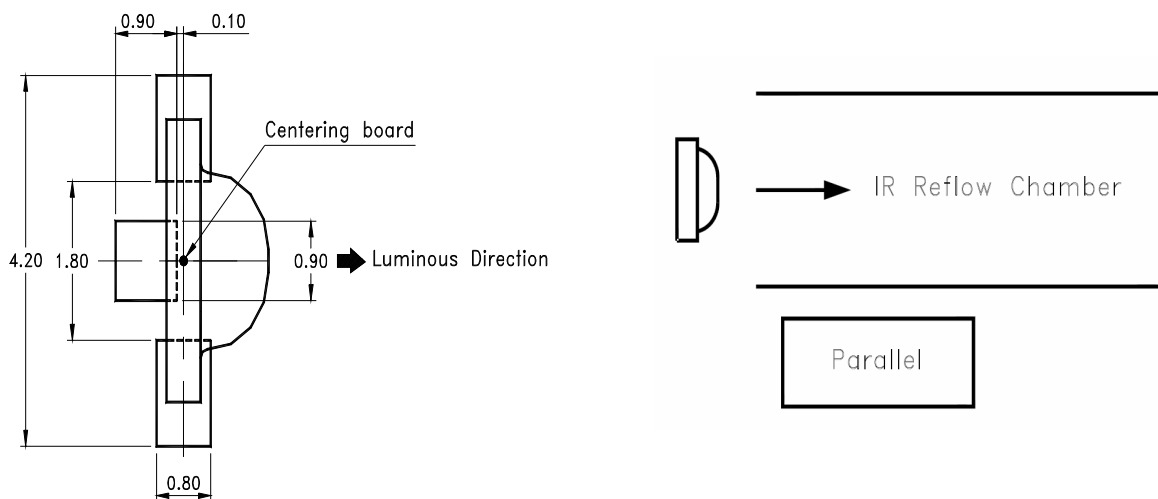 0.90 0.10
Centering board
4.20 1.80 0.90 Luminous Direction
0.80
IR Reflow Chamber
Parallel